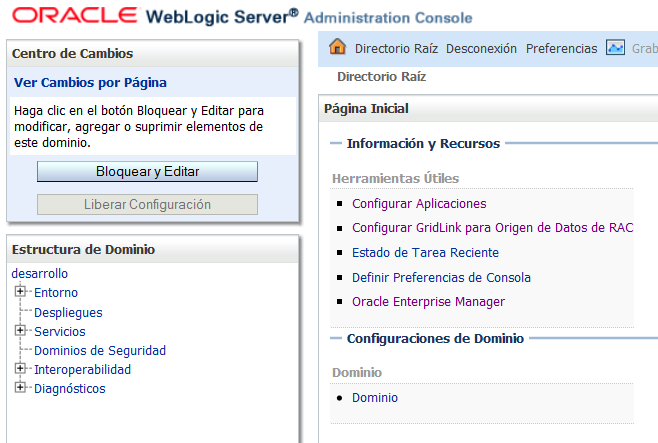 ORACLE WebLogic Server® Administration Console
Centro de Cambios
Ver Cambios por Página
Haga clic en el botón Bloquear y Editar para
modificar, agregar o suprimir elementos de
este dominio.
Bloquear y Editar
Liberar Configuración
Estructura de Dominio
desarrollo
Entorno
Despliegues
Servicios
Dominios de Seguridad
Interoperabilidad
Diagnósticos
Directorio Raíz Desconexión Preferencias Grab
Directorio Raíz
Página Inicial
Información y Recursos
Herramientas Útiles
Configurar Aplicaciones
Configurar GridLink para Origen de Datos de RAC
Estado de Tarea Reciente
Definir Preferencias de Consola
Oracle Enterprise Manager
Configuraciones de Dominio
Dominio
Dominio